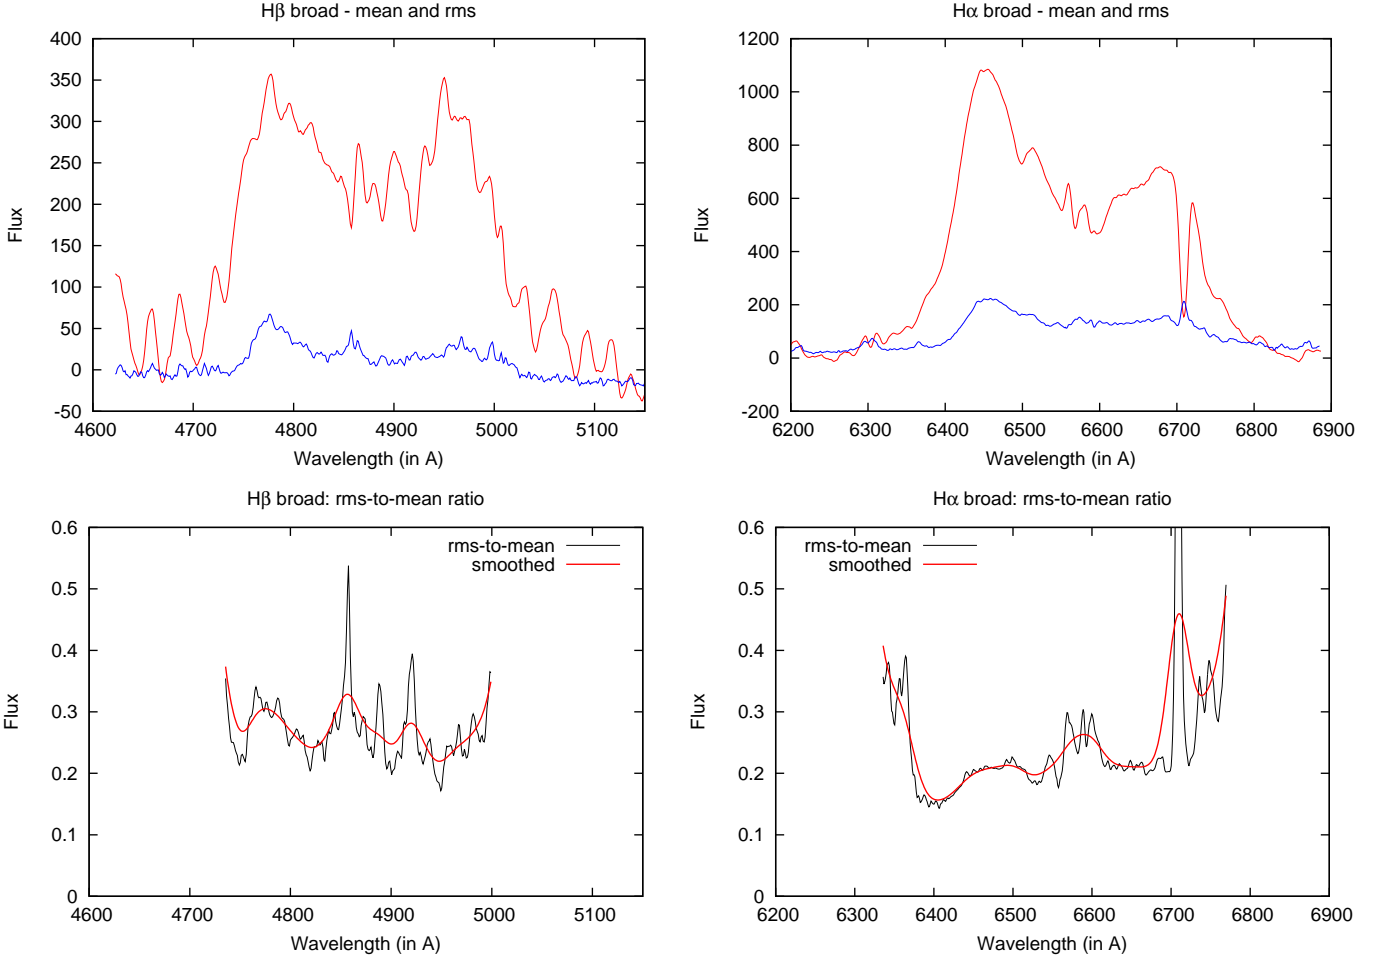 Hβ broad - mean and rms
400
350
300
250
200
150
100
50
0
-50
4600 4700 4800 4900 5000 5100
Flux
Wavelength (in A)
Hα broad - mean and rms
1200
1000
800
600
400
200
0
-200
6200 6300 6400 6500 6600 6700 6800 6900
Flux
Wavelength (in A)
Hβ broad: rms-to-mean ratio
rms-to-mean
smoothed
0.6
0.5
0.4
0.3
0.2
0.1
0
4600 4700 4800 4900 5000 5100
Flux
Wavelength (in A)
Hα broad: rms-to-mean ratio
rms-to-mean
smoothed
0.6
0.5
0.4
0.3
0.2
0.1
0
6200 6300 6400 6500 6600 6700 6800 6900
Flux
Wavelength (in A)